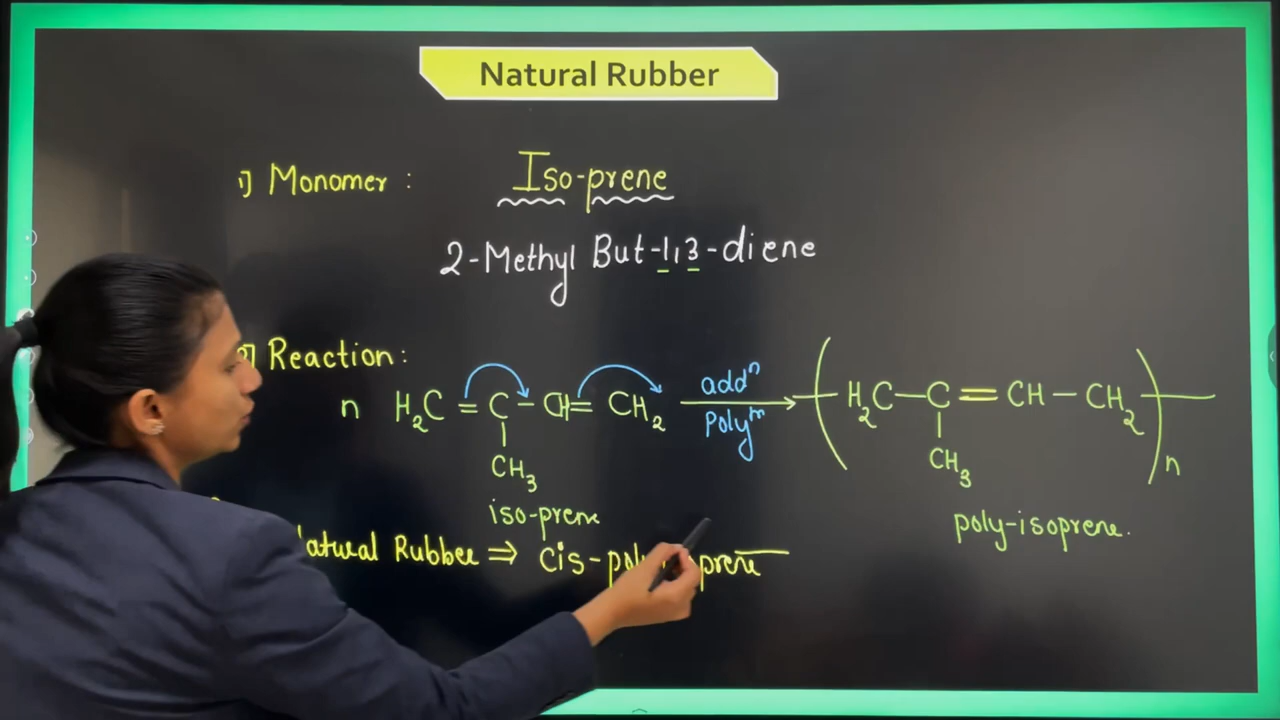 Natural Rubber
1) Monomer : Iso-prene
2-Methyl But-1,3-diene
Reaction:
n H₂C = C - CH = CH₂ addⁿ Polyᵐ H₂C — C = CH — CH₂ n
CH₃ CH₃
iso-prene poly-isoprene.
Natural Rubber ⇒ Cis-